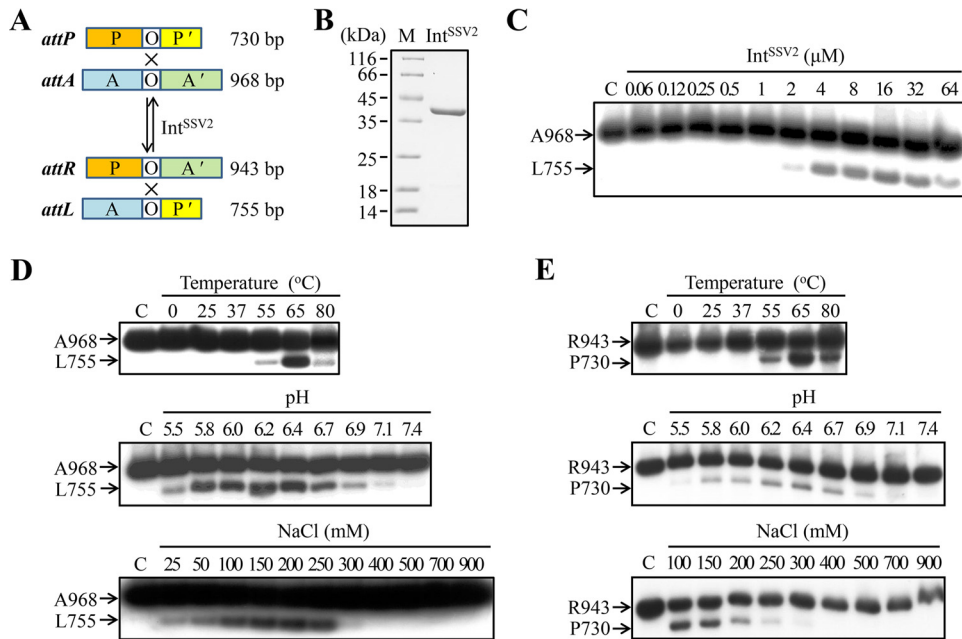 A
attP P O P′ 730 bp
×
attA A O A′ 968 bp
Int^SSV2
attR P O A′ 943 bp
×
attL A O P′ 755 bp
B
(kDa) M Int^SSV2
116
66
45
35
25
18
14
C
Int^SSV2 (μM)
C 0.06 0.12 0.25 0.5 1 2 4 8 16 32 64
A968
L755
D
Temperature (°C)
C 0 25 37 55 65 80
A968
L755
pH
C 5.5 5.8 6.0 6.2 6.4 6.7 6.9 7.1 7.4
A968
L755
NaCl (mM)
C 25 50 100 150 200 250 300 400 500 700 900
A968
L755
E
Temperature (°C)
C 0 25 37 55 65 80
R943
P730
pH
C 5.5 5.8 6.0 6.2 6.4 6.7 6.9 7.1 7.4
R943
P730
NaCl (mM)
C 100 150 200 250 300 400 500 700 900
R943
P730